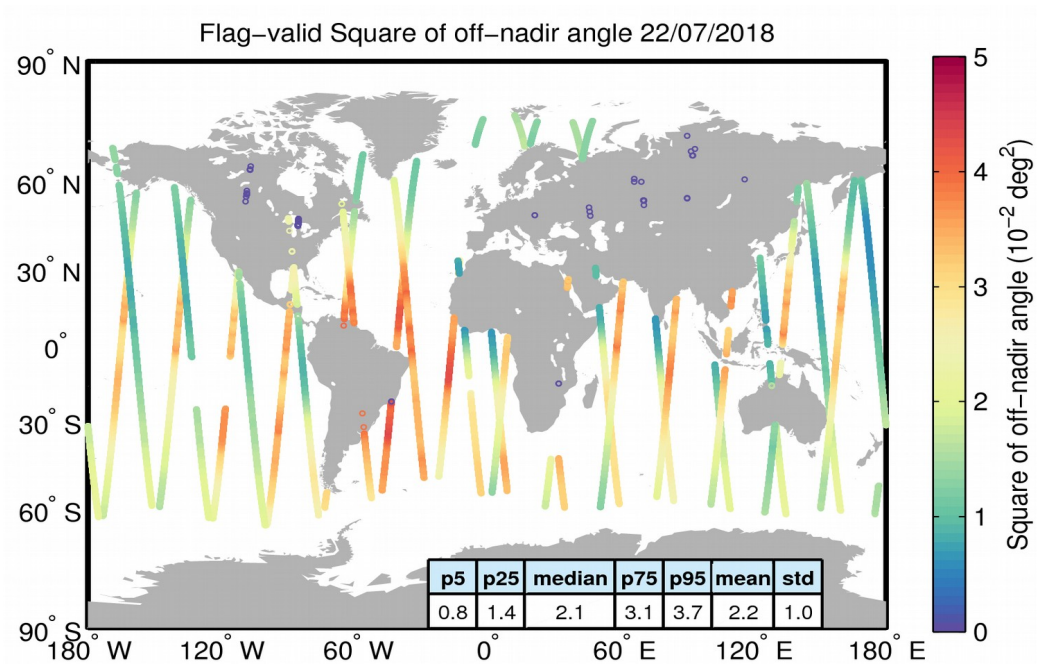 Flag-valid Square of off-nadir angle 22/07/2018
90° N
60° N
30° N
0°
30° S
60° S
90° S
180° W
120° W
60° W
0°
60° E
120° E
180° E
p5 p25 median p75 p95 mean std
0.8 1.4 2.1 3.1 3.7 2.2 1.0
5
4
3
2
1
0
Square of off-nadir angle (10⁻² deg²)